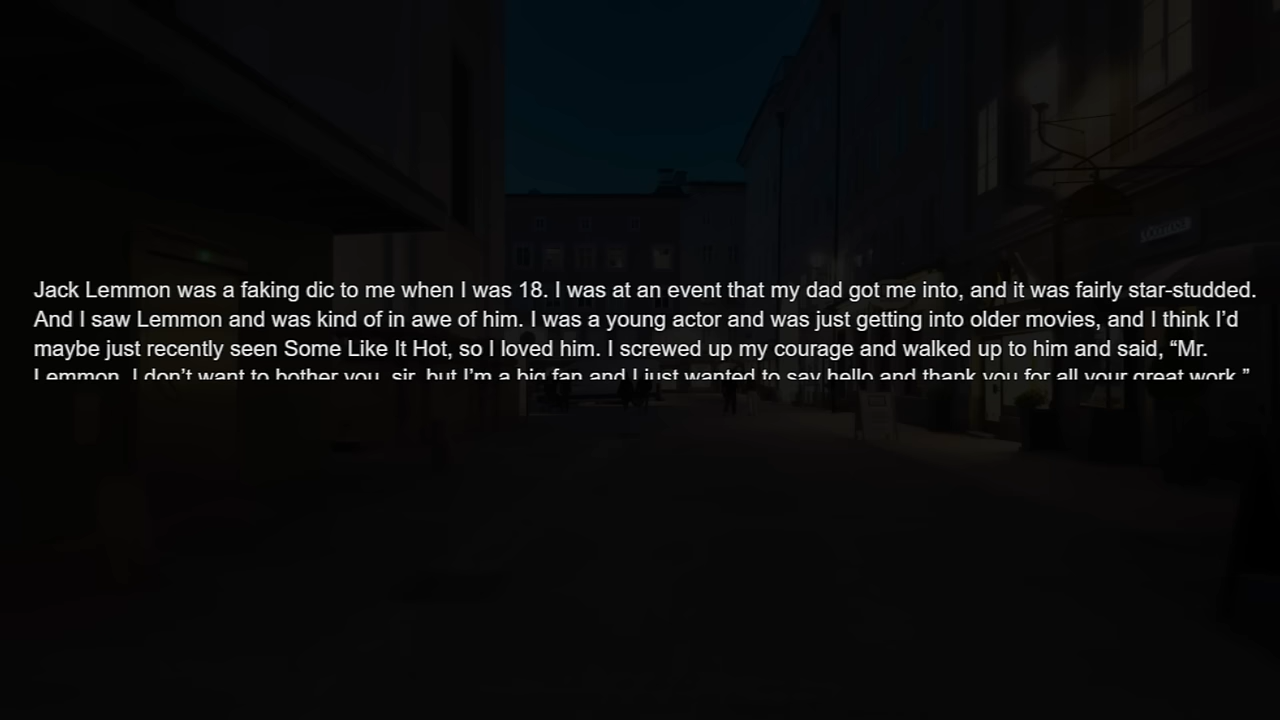 Jack Lemmon was a faking dic to me when I was 18. I was at an event that my dad got me into, and it was fairly star-studded.
And I saw Lemmon and was kind of in awe of him. I was a young actor and was just getting into older movies, and I think I’d
maybe just recently seen Some Like It Hot, so I loved him. I screwed up my courage and walked up to him and said, “Mr.
Lemmon, I don’t want to bother you, sir, but I’m a big fan and I just wanted to say hello and thank you for all your great work.”